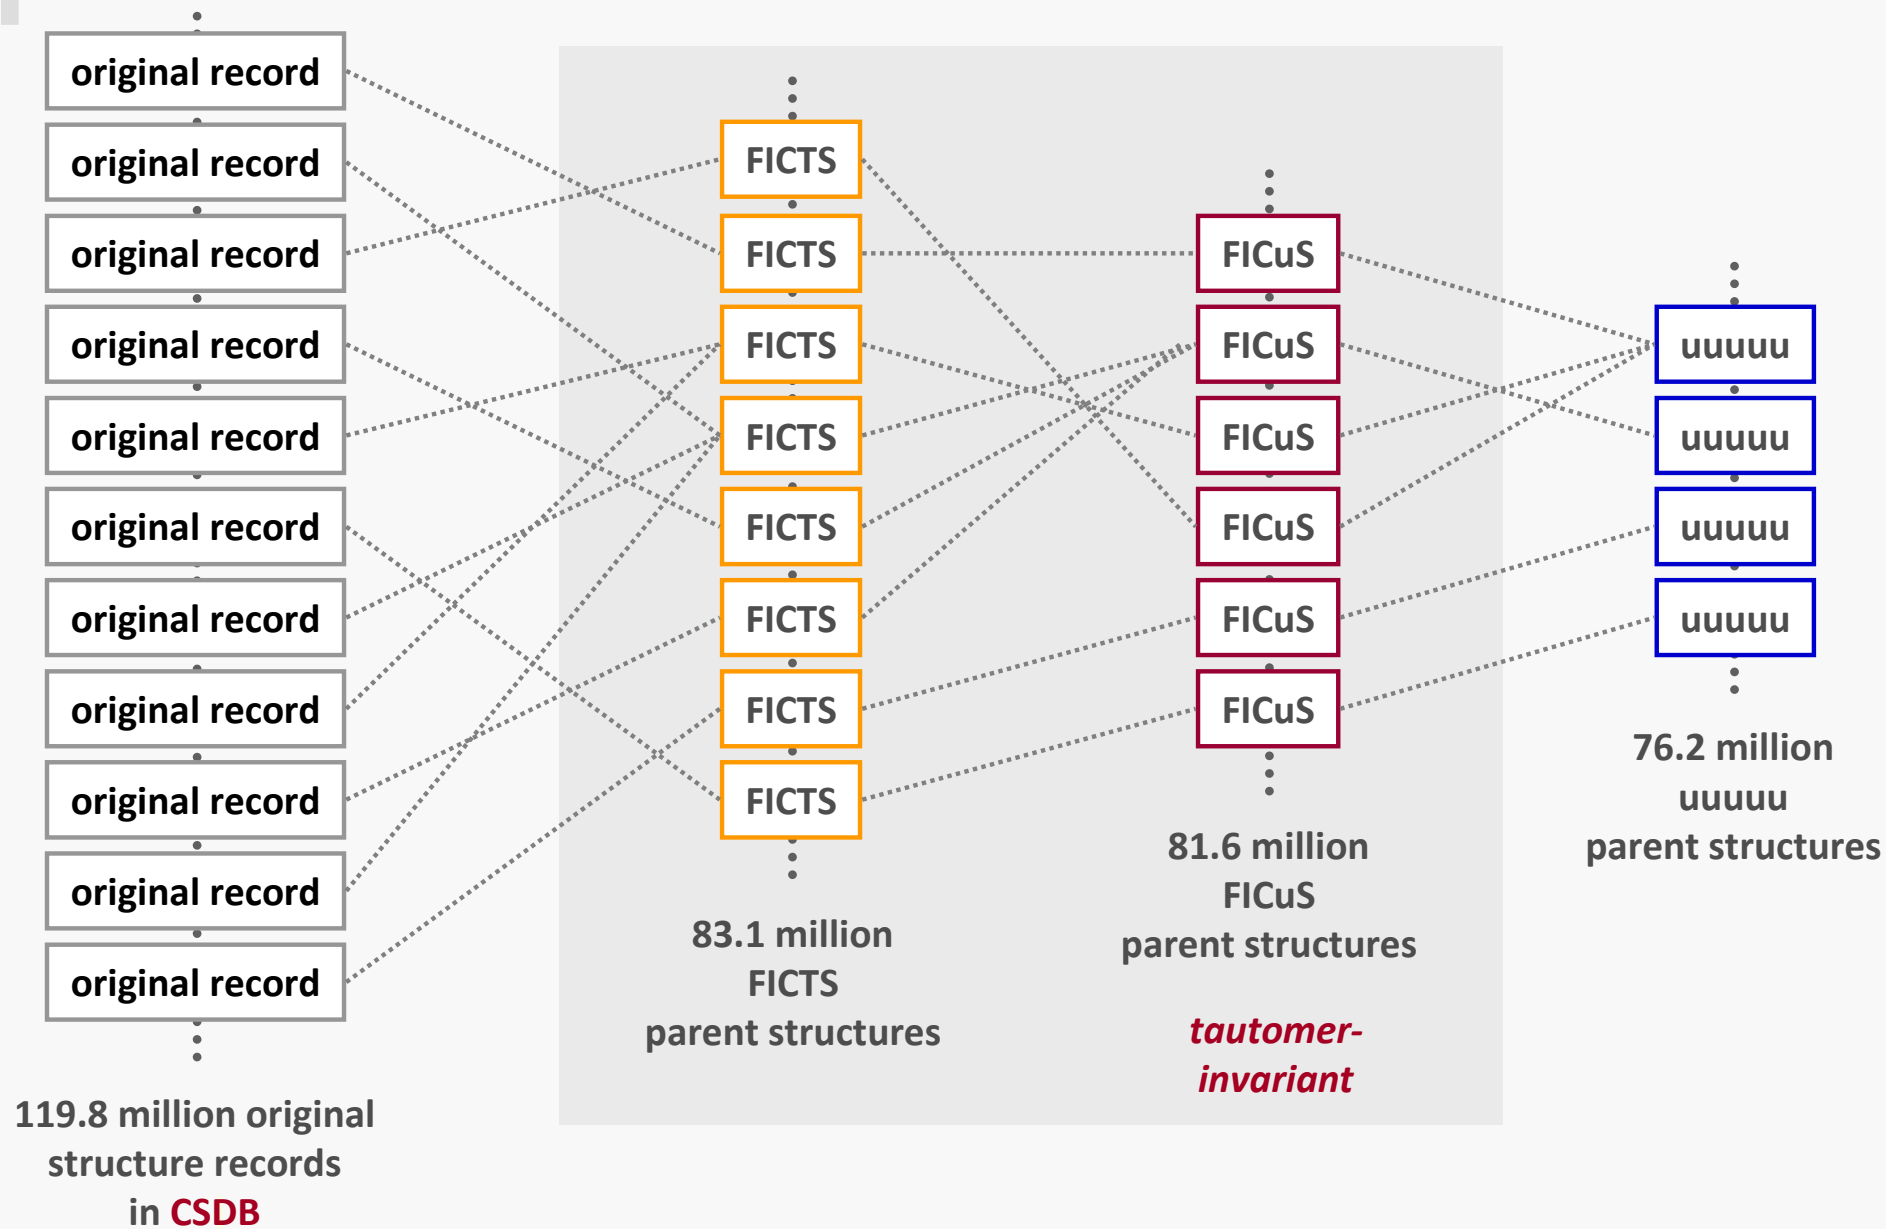 original record
original record
original record
original record
original record
original record
original record
original record
original record
original record
original record
119.8 million original
structure records
in CSDB
FICTS
FICTS
FICTS
FICTS
FICTS
FICTS
FICTS
FICTS
83.1 million
FICTS
parent structures
FICuS
FICuS
FICuS
FICuS
FICuS
FICuS
81.6 million
FICuS
parent structures
tautomer-
invariant
uuuuu
uuuuu
uuuuu
uuuuu
76.2 million
uuuuu
parent structures